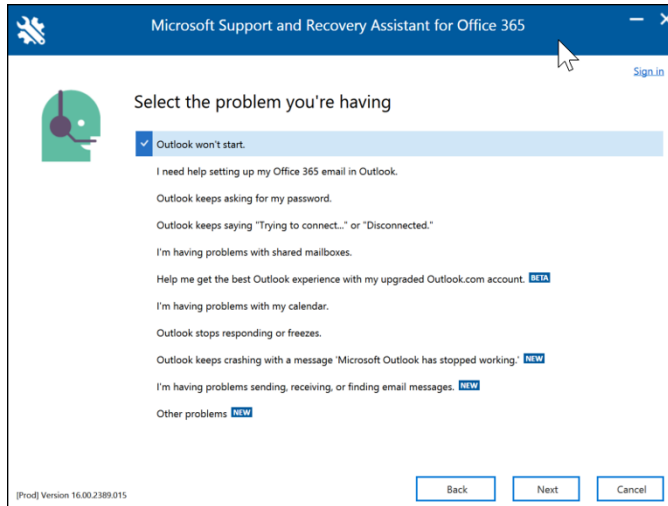 Microsoft Support and Recovery Assistant for Office 365
Sign in
Select the problem you're having
Outlook won't start.
I need help setting up my Office 365 email in Outlook.
Outlook keeps asking for my password.
Outlook keeps saying "Trying to connect..." or "Disconnected."
I'm having problems with shared mailboxes.
Help me get the best Outlook experience with my upgraded Outlook.com account. BETA
I'm having problems with my calendar.
Outlook stops responding or freezes.
Outlook keeps crashing with a message 'Microsoft Outlook has stopped working.' NEW
I'm having problems sending, receiving, or finding email messages. NEW
Other problems NEW
[Prod] Version 16.00.2389.015
Back
Next
Cancel